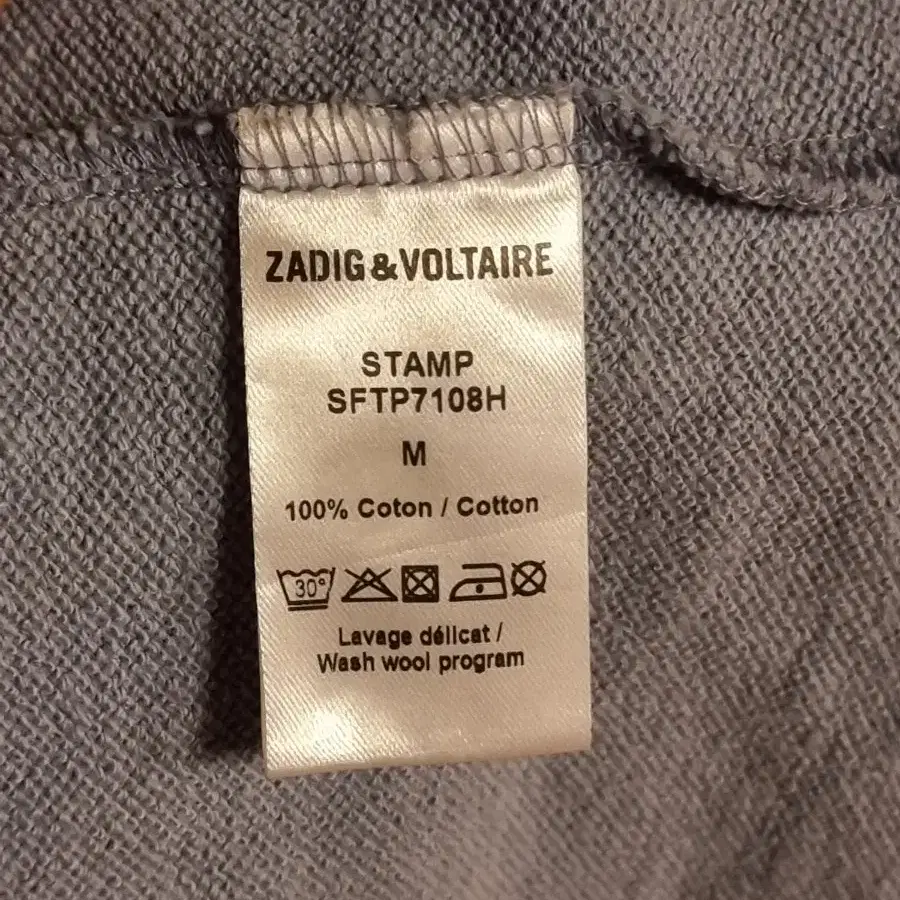 ZADIG&VOLTAIRE
STAMP
SFTP7108H
M
100% Coton / Cotton
30°
Lavage délicat /
Wash wool program